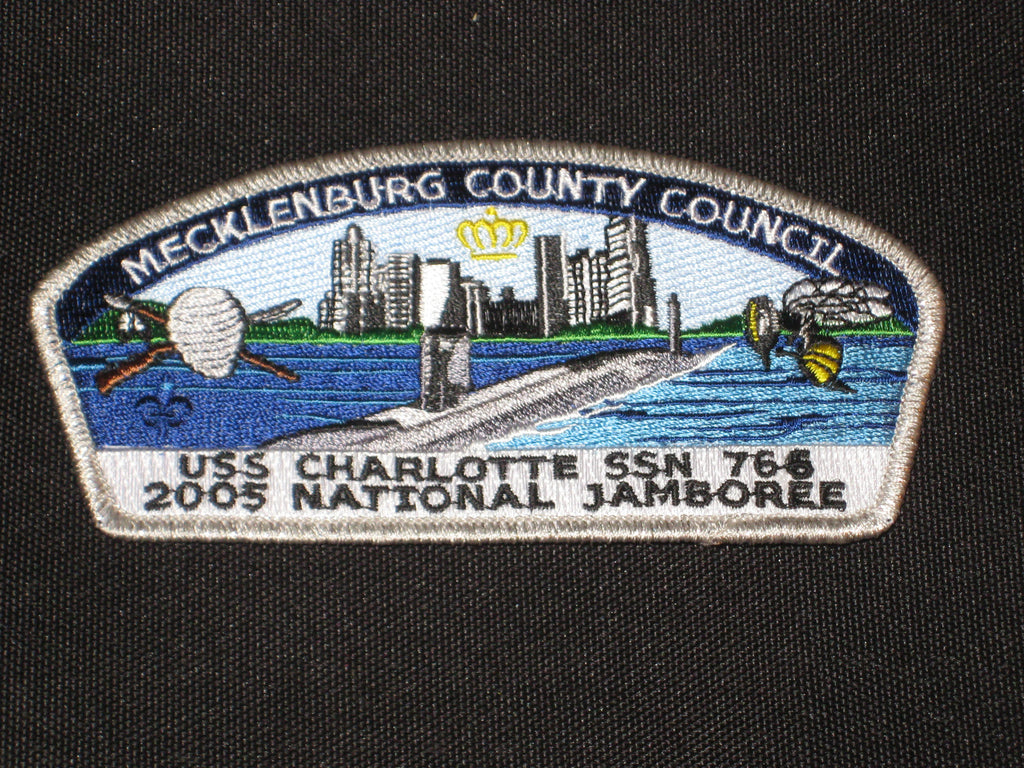 MECKLENBURG COUNTY COUNCIL
USS CHARLOTTE SSN 766
2005 NATIONAL JAMBOREE